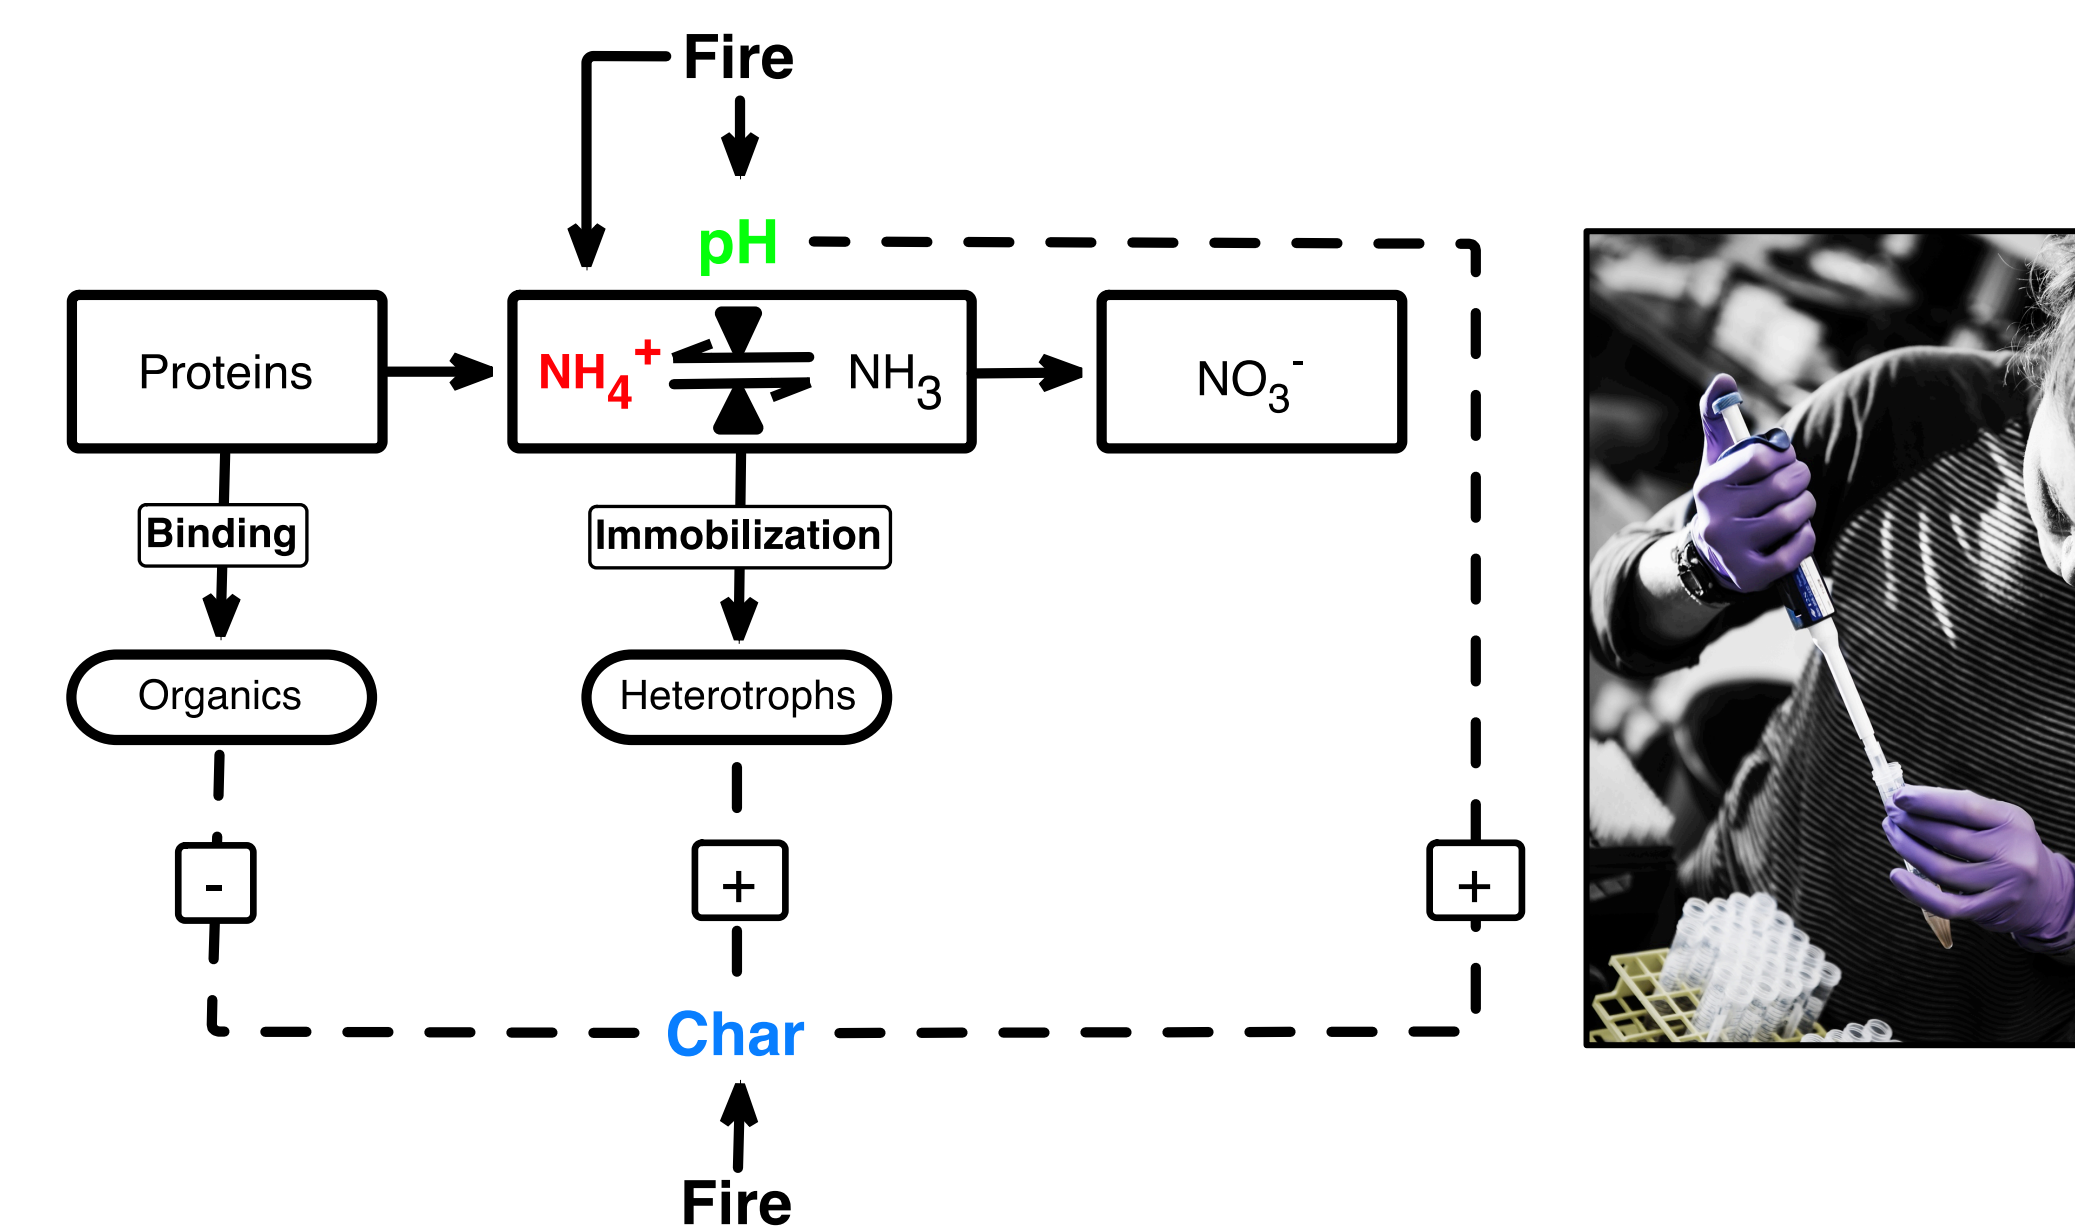 Fire
pH
Proteins
NH4+
NH3
NO3-
Binding
Immobilization
Organics
Heterotrophs
-
+
+
Char
Fire